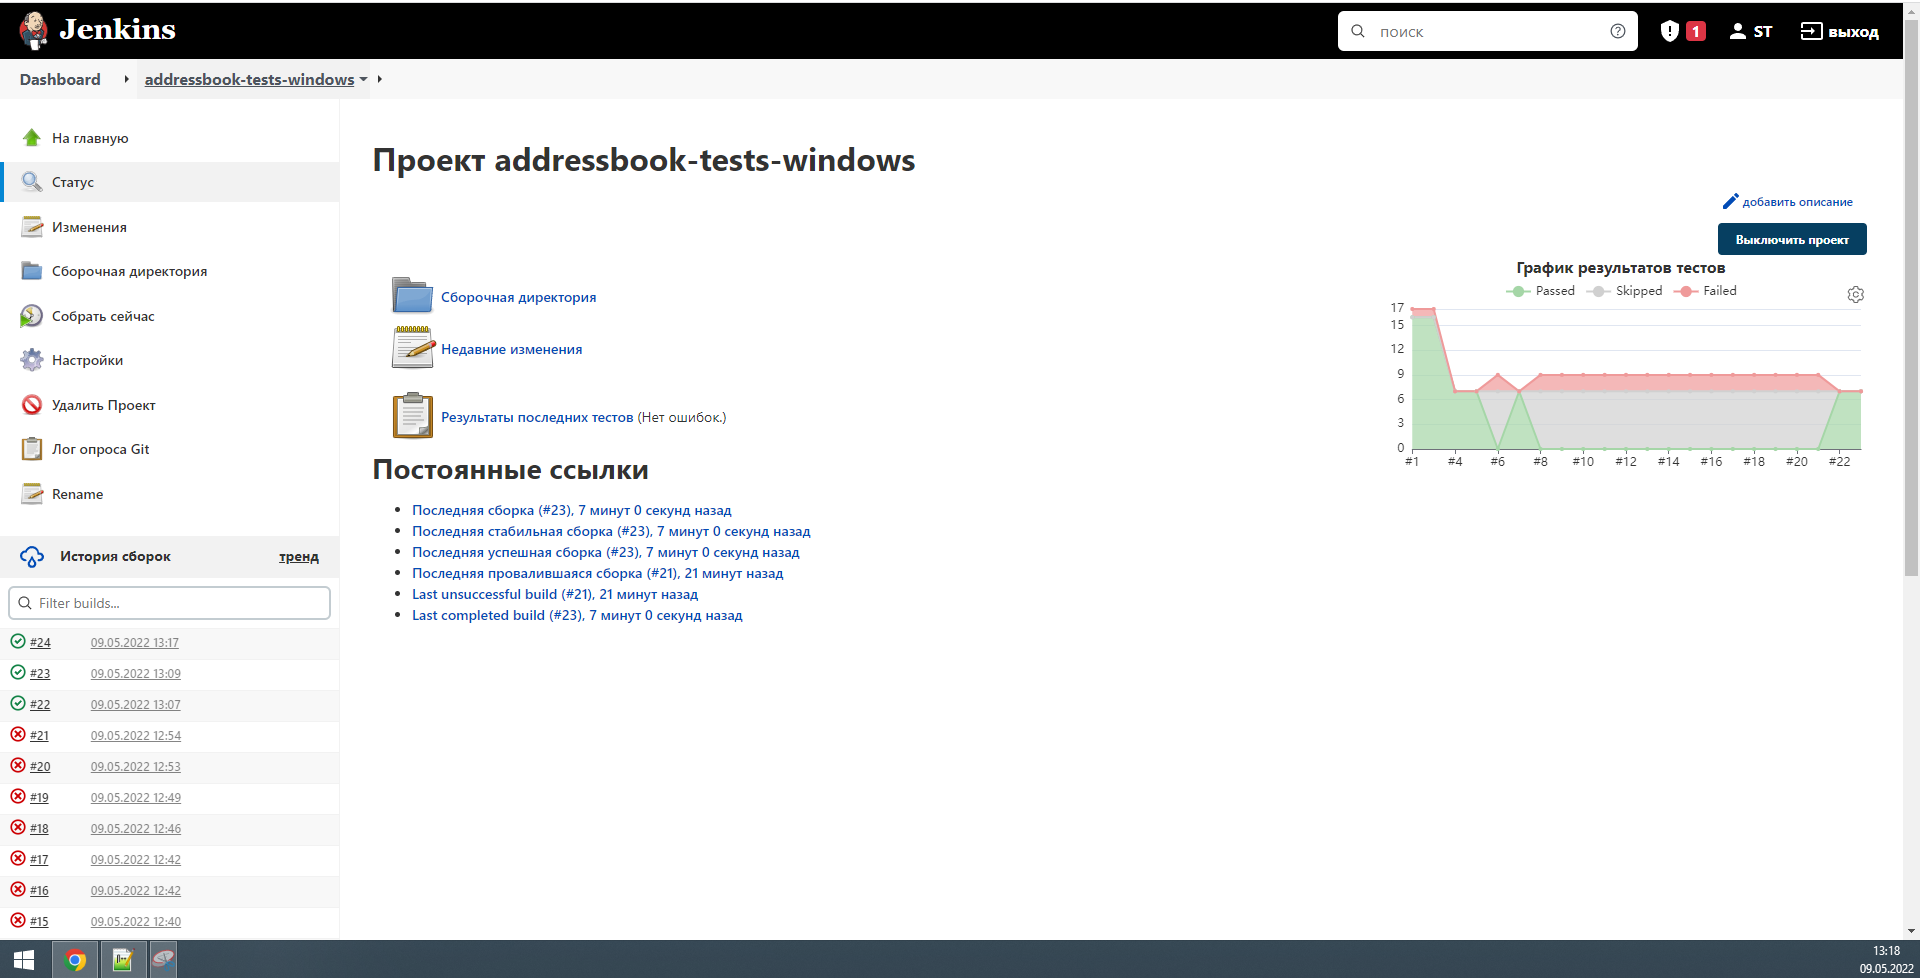 Jenkins
поиск
1
ST
выход
Dashboard
addressbook-tests-windows
На главную
Статус
Изменения
Сборочная директория
Собрать сейчас
Настройки
Удалить Проект
Лог опроса Git
Rename
История сборок
тренд
Filter builds...
#24 09.05.2022 13:17
#23 09.05.2022 13:09
#22 09.05.2022 13:07
#21 09.05.2022 12:54
#20 09.05.2022 12:53
#19 09.05.2022 12:49
#18 09.05.2022 12:46
#17 09.05.2022 12:42
#16 09.05.2022 12:42
#15 09.05.2022 12:40
Проект addressbook-tests-windows
добавить описание
Выключить проект
Сборочная директория
Недавние изменения
Результаты последних тестов (Нет ошибок.)
Постоянные ссылки
Последняя сборка (#23), 7 минут 0 секунд назад
Последняя стабильная сборка (#23), 7 минут 0 секунд назад
Последняя успешная сборка (#23), 7 минут 0 секунд назад
Последняя провалившаяся сборка (#21), 21 минут назад
Last unsuccessful build (#21), 21 минут назад
Last completed build (#23), 7 минут 0 секунд назад
График результатов тестов
Passed Skipped Failed
17
15
12
9
6
3
0
#1 #4 #6 #8 #10 #12 #14 #16 #18 #20 #22
13:18
09.05.2022